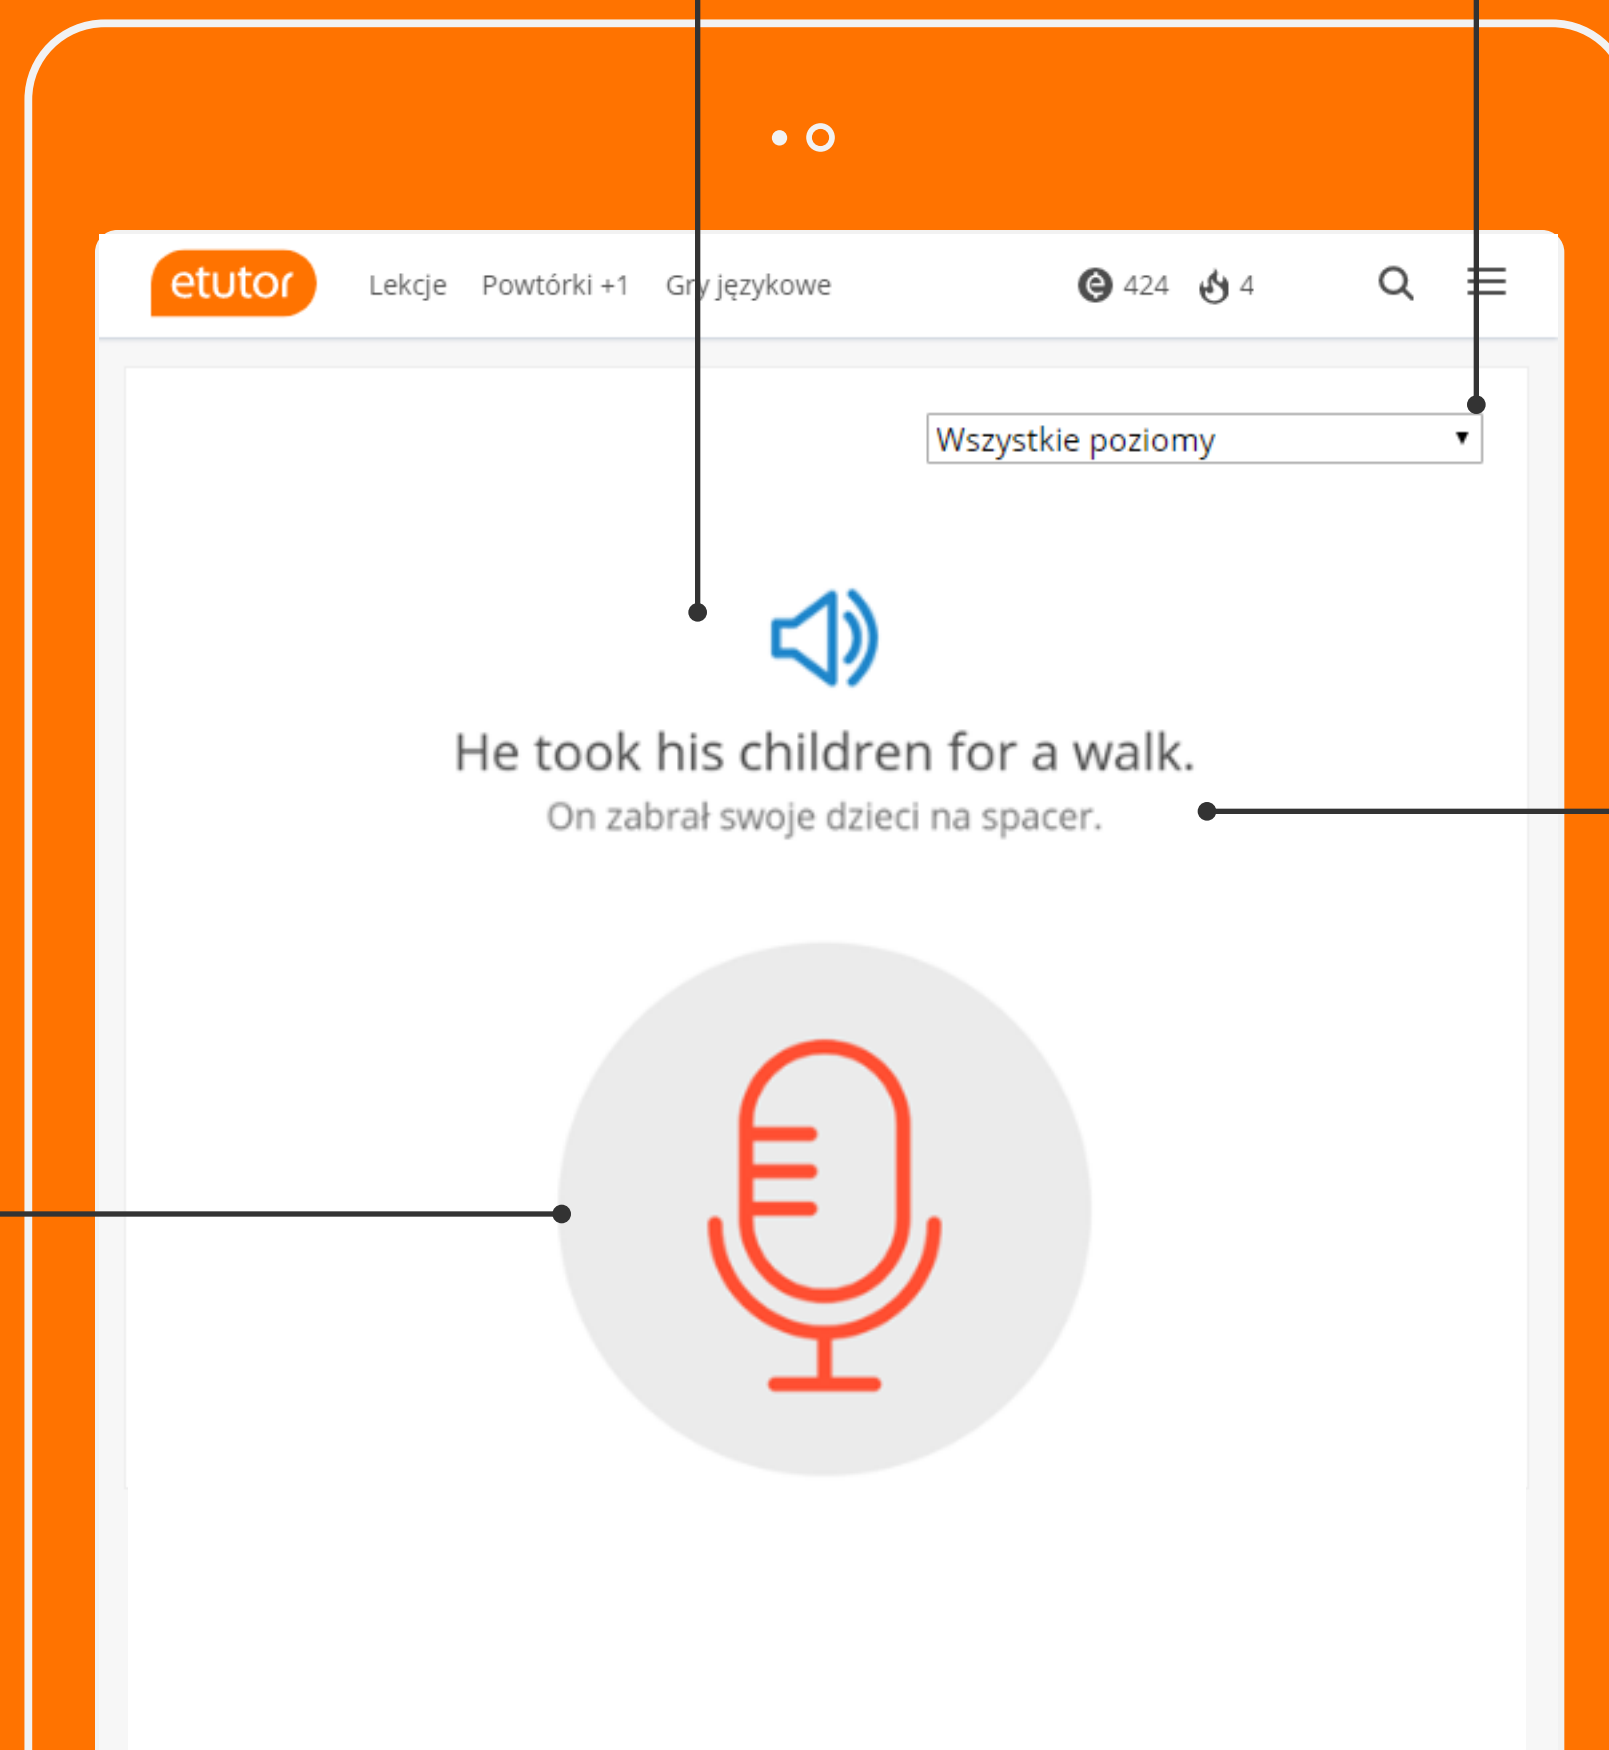 etutor Lekcje Powtórki +1 Gry językowe 424 4
Wszystkie poziomy
He took his children for a walk.
On zabrał swoje dzieci na spacer.